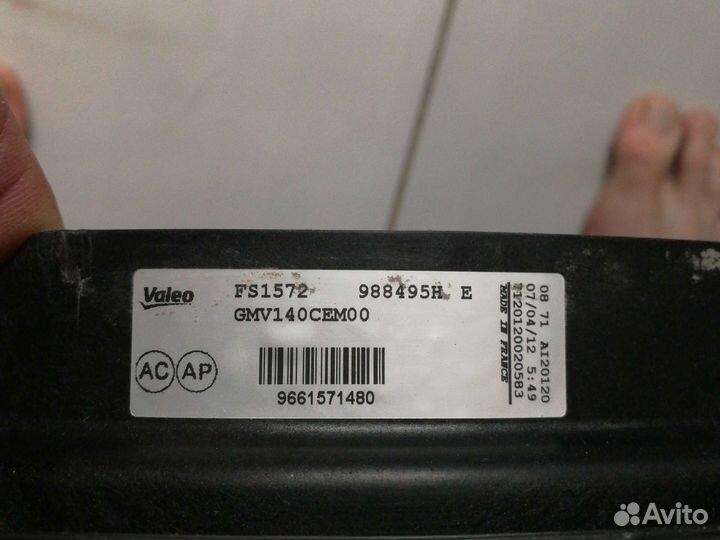 Valeo
FS1572 988495H E
GMV140CEM00
AC AP
9661571480
08 71 AI20120
07/04/12 5:49
1120120020583
MADE IN FRANCE
Avito